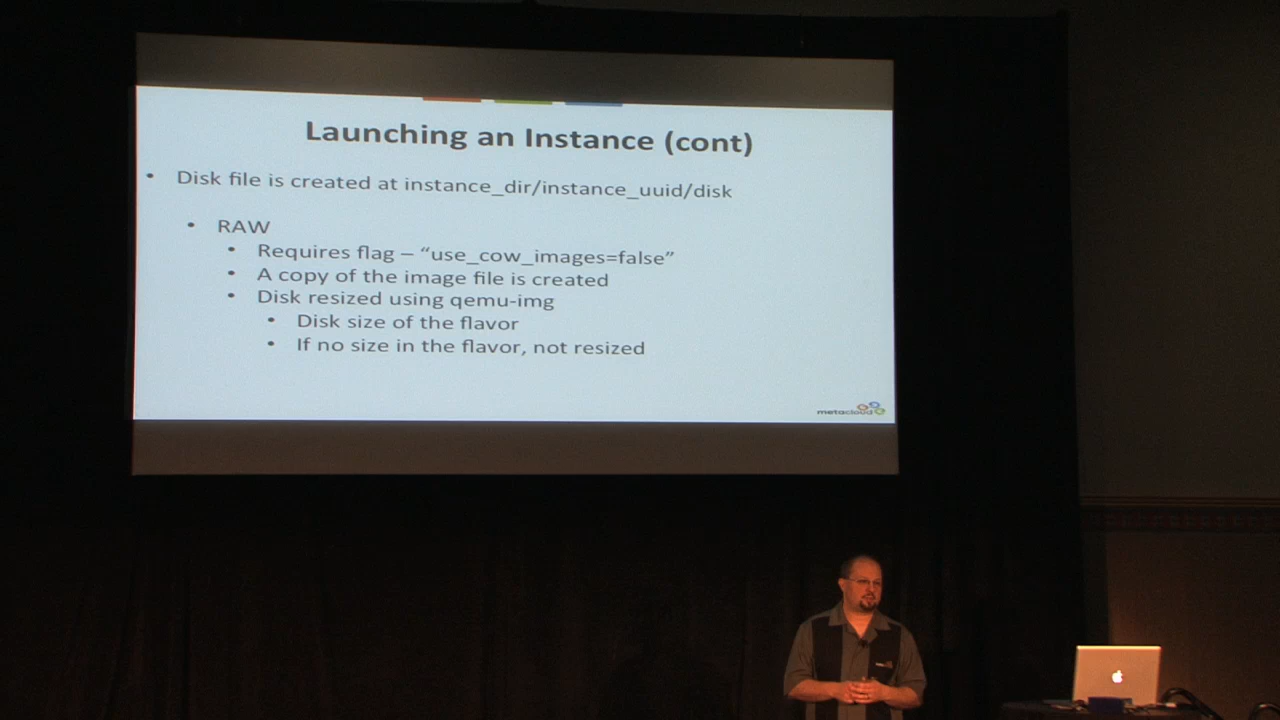 Launching an Instance (cont)
• Disk file is created at instance_dir/instance_uuid/disk
• RAW
• Requires flag – “use_cow_images=false”
• A copy of the image file is created
• Disk resized using qemu-img
• Disk size of the flavor
• If no size in the flavor, not resized
metacloud